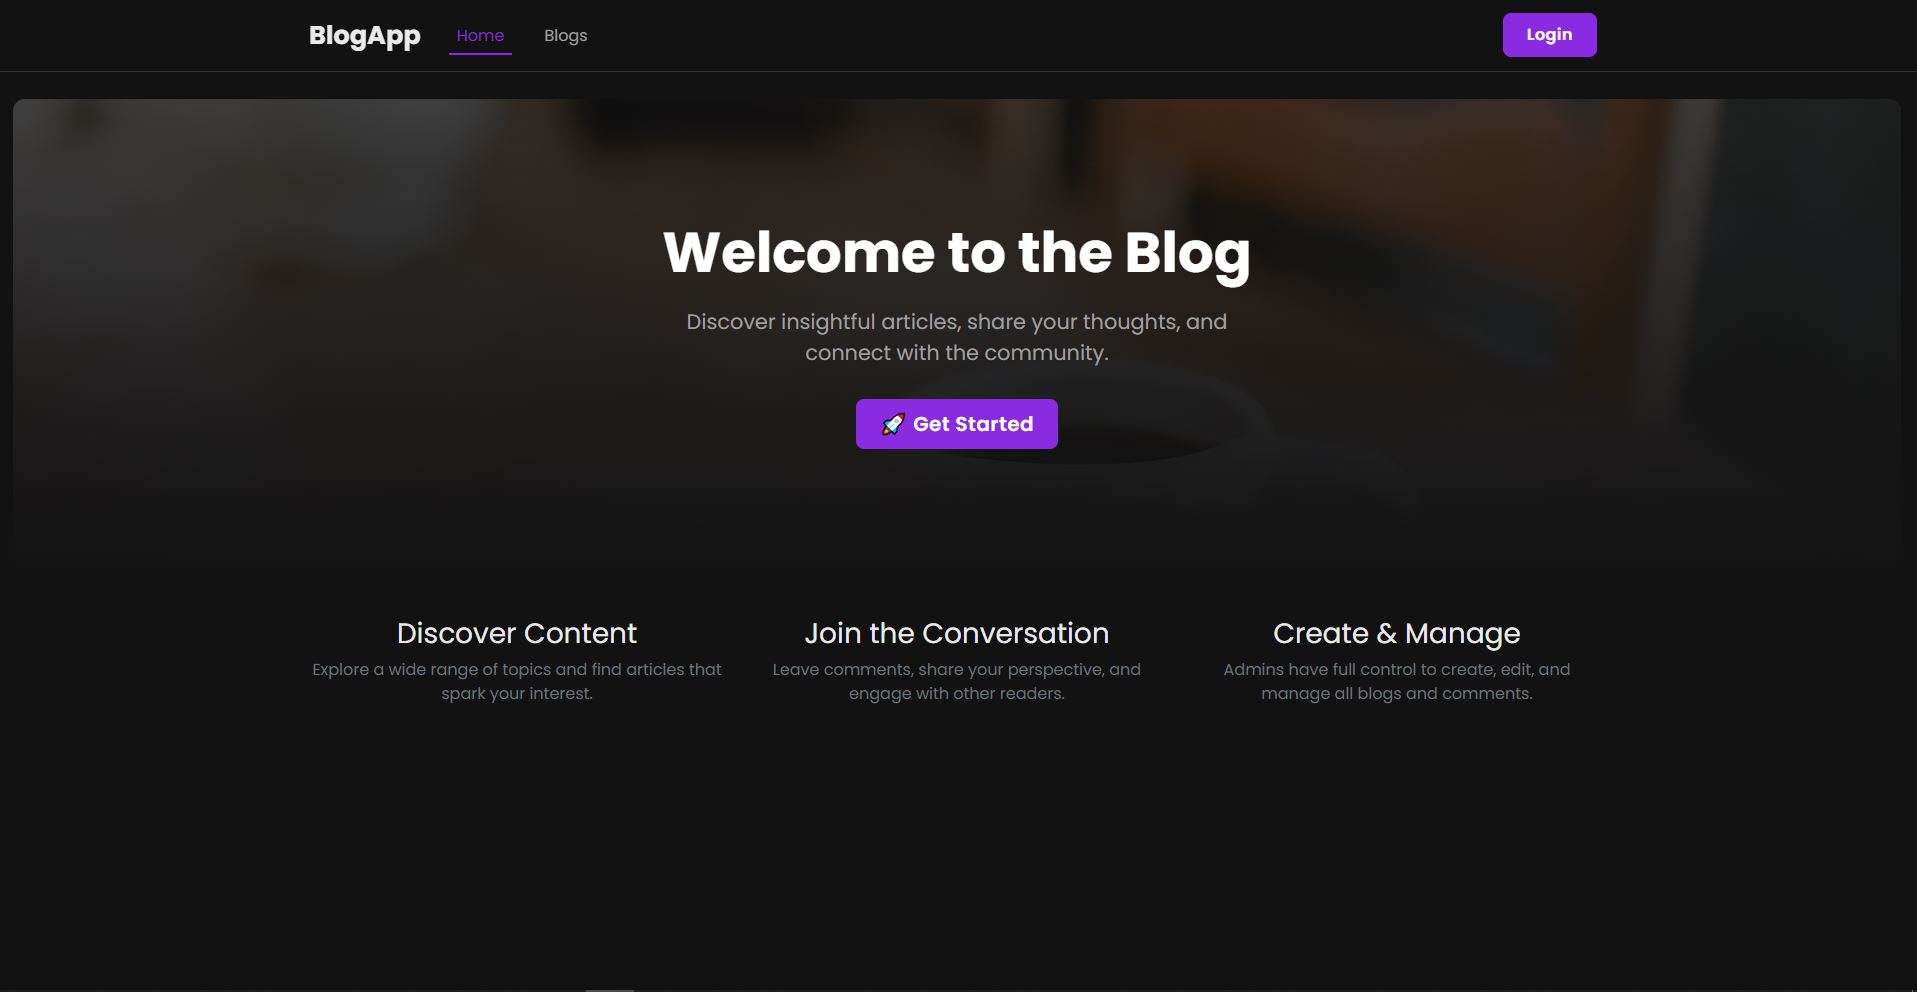 BlogApp
Home
Blogs
Login
Welcome to the Blog
Discover insightful articles, share your thoughts, and
connect with the community.
🚀 Get Started
Discover Content
Explore a wide range of topics and find articles that
spark your interest.
Join the Conversation
Leave comments, share your perspective, and
engage with other readers.
Create & Manage
Admins have full control to create, edit, and
manage all blogs and comments.